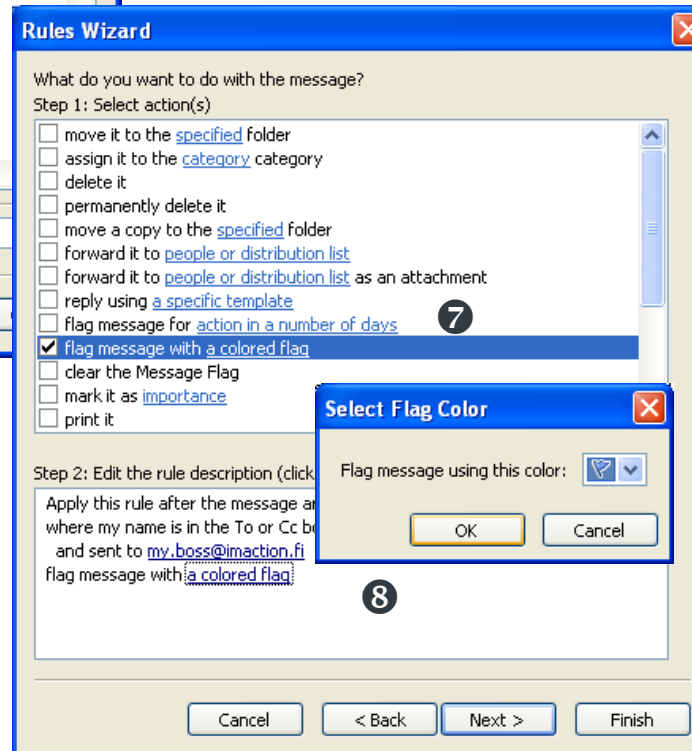 Rules Wizard
What do you want to do with the message?
Step 1: Select action(s)
move it to the specified folder
assign it to the category category
delete it
permanently delete it
move a copy to the specified folder
forward it to people or distribution list
forward it to people or distribution list as an attachment
reply using a specific template
flag message for action in a number of days
7
flag message with a colored flag
clear the Message Flag
mark it as importance
print it
Select Flag Color
Flag message using this color:
OK Cancel
Step 2: Edit the rule description (click
Apply this rule after the message
where my name is in the To or Cc
and sent to my.boss@imaction.fi
flag message with a colored flag
8
Cancel < Back Next > Finish